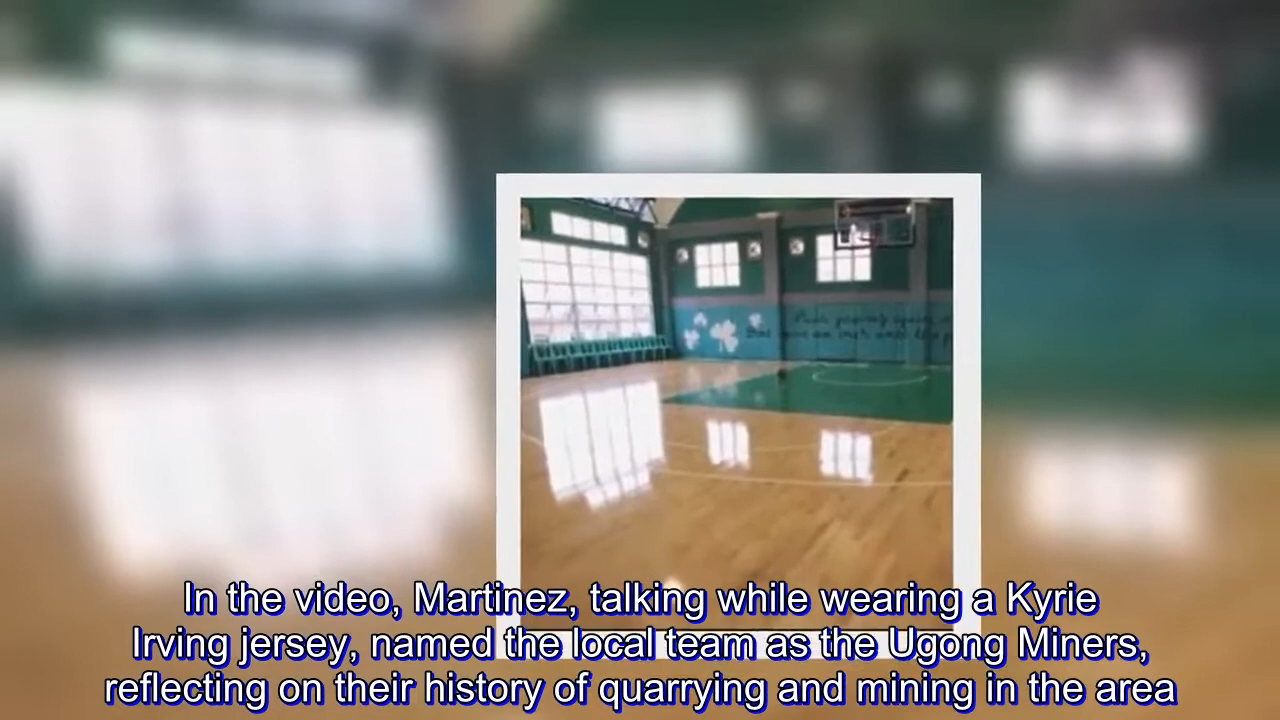 In the video, Martinez, talking while wearing a Kyrie
Irving jersey, named the local team as the Ugong Miners,
reflecting on their history of quarrying and mining in the area